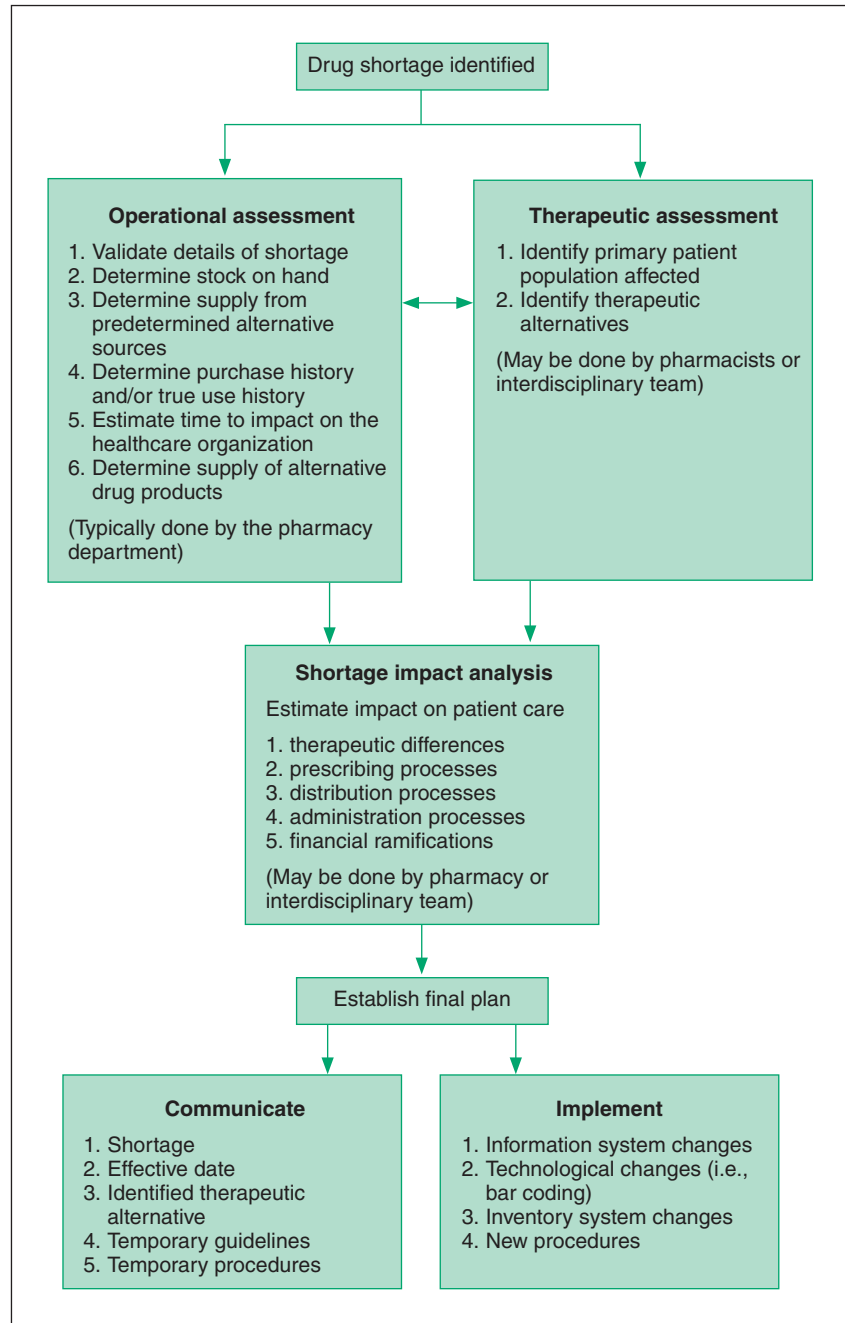 Drug shortage identified
Operational assessment
1. Validate details of shortage
2. Determine stock on hand
3. Determine supply from
predetermined alternative
sources
4. Determine purchase history
and/or true use history
5. Estimate time to impact on the
healthcare organization
6. Determine supply of alternative
drug products
(Typically done by the pharmacy
department)
Therapeutic assessment
1. Identify primary patient
population affected
2. Identify therapeutic
alternatives
(May be done by pharmacists or
interdisciplinary team)
Shortage impact analysis
Estimate impact on patient care
1. therapeutic differences
2. prescribing processes
3. distribution processes
4. administration processes
5. financial ramifications
(May be done by pharmacy or
interdisciplinary team)
Establish final plan
Communicate
1. Shortage
2. Effective date
3. Identified therapeutic
alternative
4. Temporary guidelines
5. Temporary procedures
Implement
1. Information system changes
2. Technological changes (i.e.,
bar coding)
3. Inventory system changes
4. New procedures